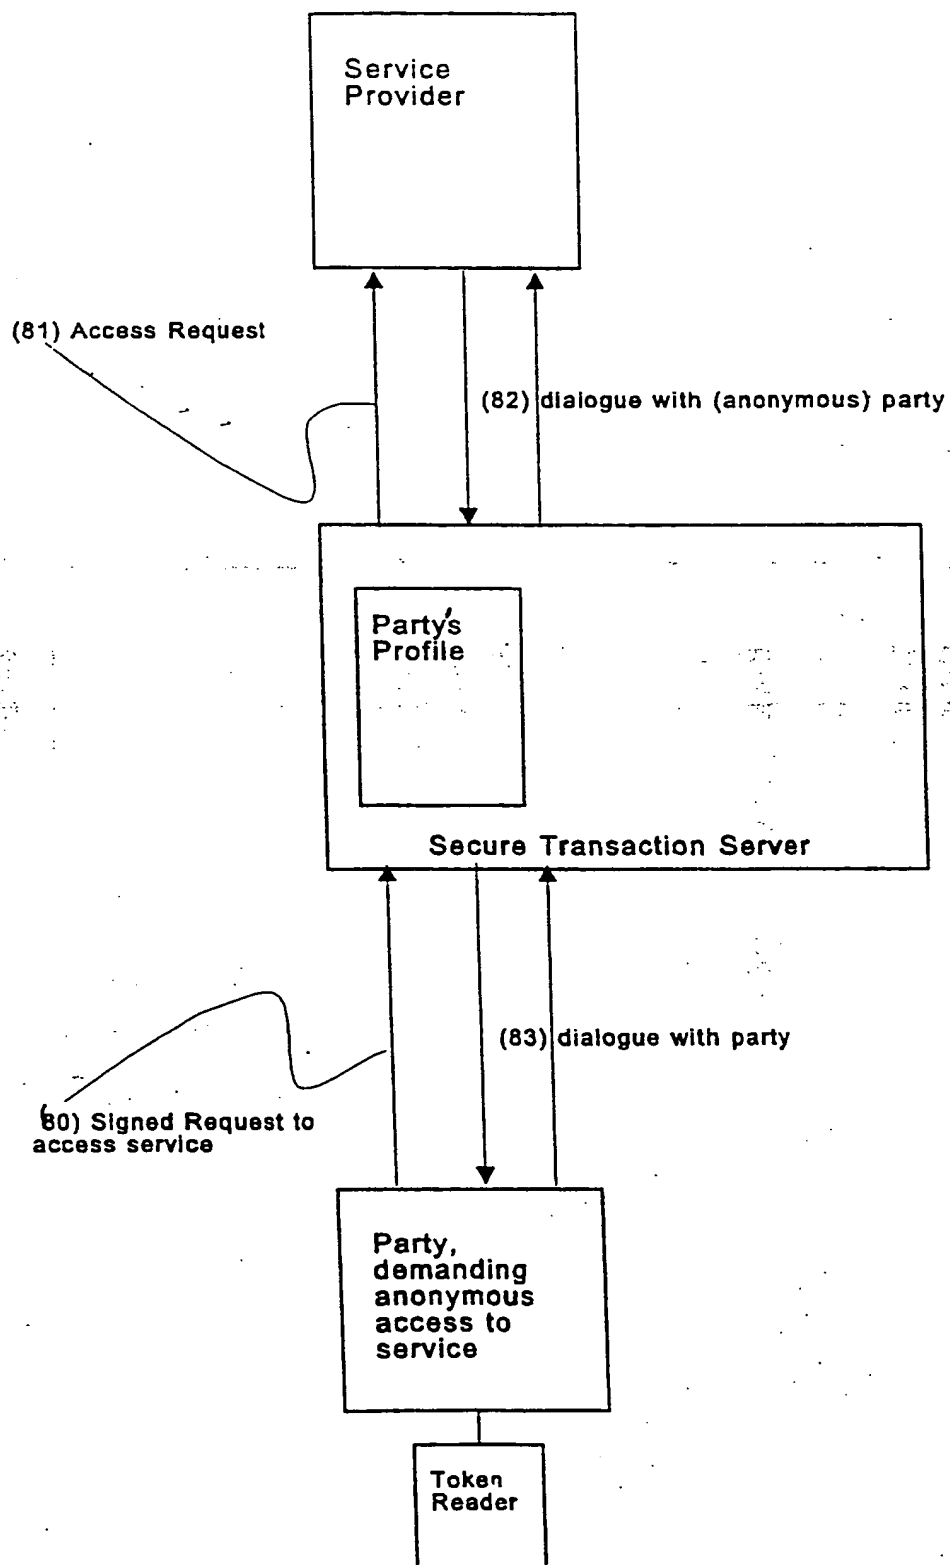 Service
Provider
(81) Access Request
(82) dialogue with (anonymous) party
Party's
Profile
Secure Transaction Server
(83) dialogue with party
(80) Signed Request to
access service
Party,
demanding
anonymous
access to
service
Token
Reader